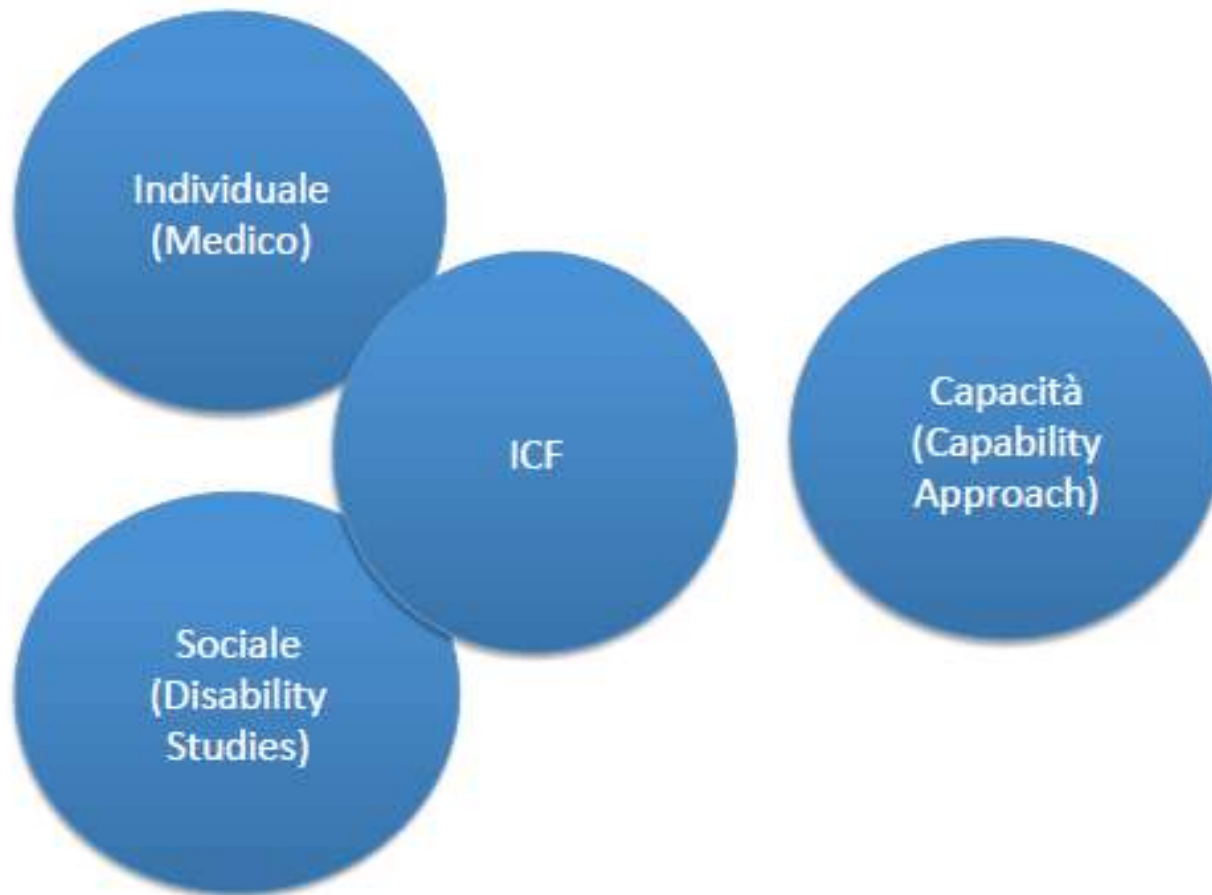 Individuale
(Medico)
ICF
Capacità
(Capability
Approach)
Sociale
(Disability
Studies)